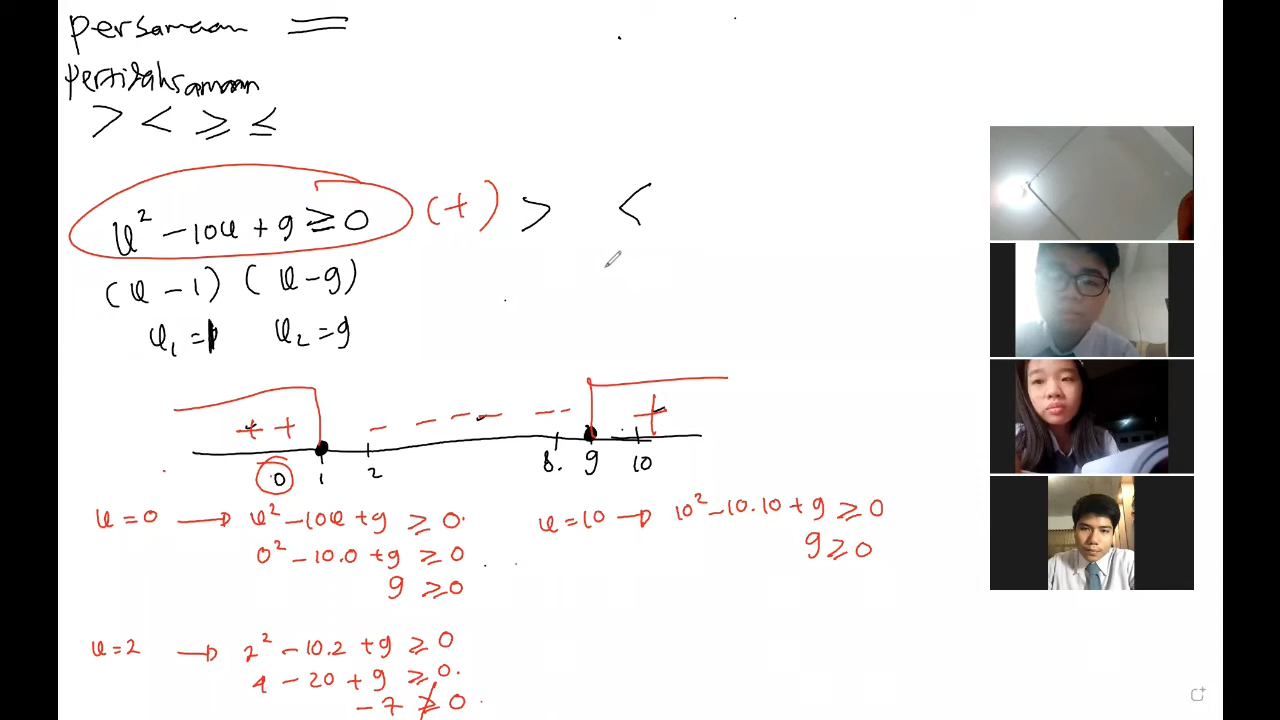 persamaan =
Pertidaksamaan
> < ≥ ≤
u² - 10u + 9 ≥ 0 (+) > <
(u - 1) (u - 9)
u₁ = 1 u₂ = 9
+ + - - - - - - +
0 1 2 8. 9 10
u = 0 → u² - 10u + 9 ≥ 0.
0² - 10.0 + 9 ≥ 0
9 ≥ 0
u = 10 → 10² - 10.10 + 9 ≥ 0
9 ≥ 0
u = 2 → 2² - 10.2 + 9 ≥ 0
4 - 20 + 9 ≥ 0.
-7 ≱ 0